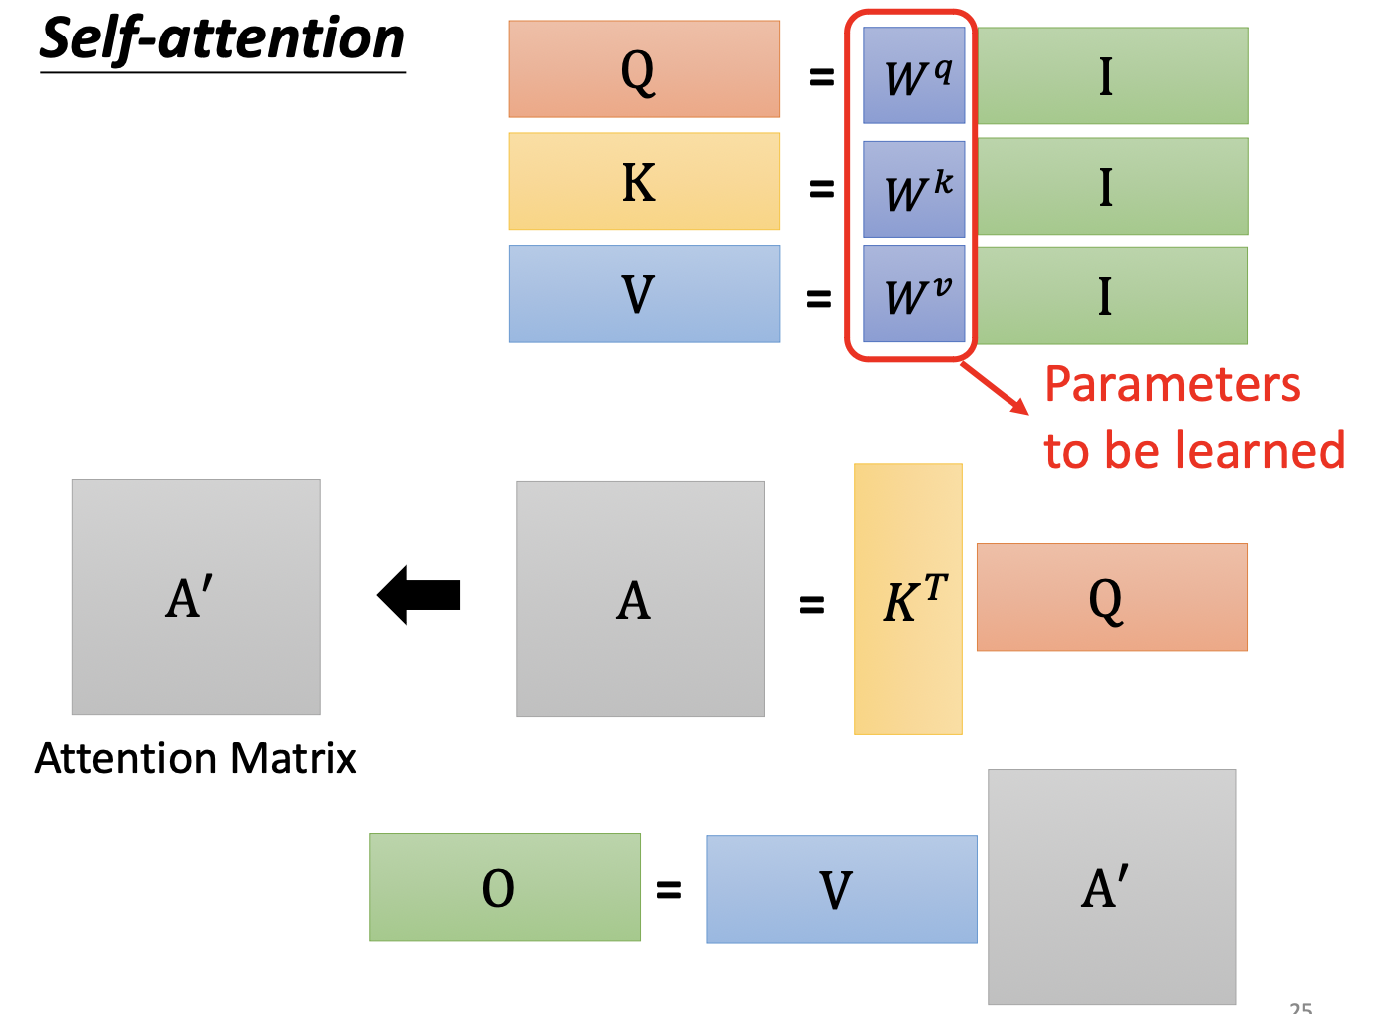 Self-attention
Q = W^q I
K = W^k I
V = W^v I
Parameters
to be learned
A′ A = K^T Q
Attention Matrix
O = V A′
25